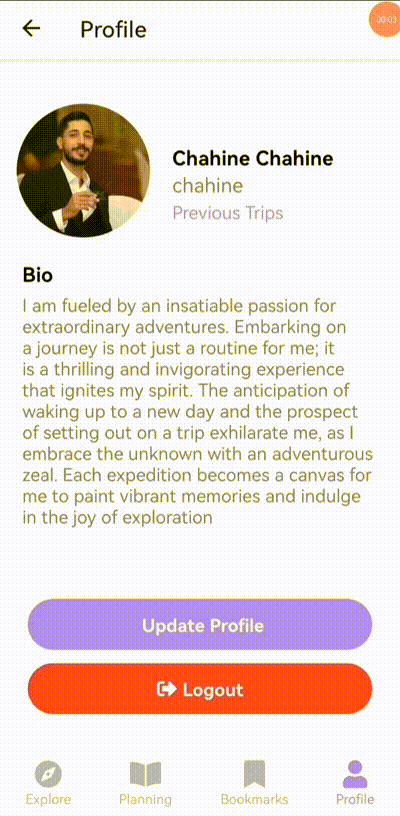 Profile
00:03
Chahine Chahine
chahine
Previous Trips
Bio
I am fueled by an insatiable passion for
extraordinary adventures. Embarking on
a journey is not just a routine for me; it
is a thrilling and invigorating experience
that ignites my spirit. The anticipation of
waking up to a new day and the prospect
of setting out on a trip exhilarate me, as I
embrace the unknown with an adventurous
zeal. Each expedition becomes a canvas for
me to paint vibrant memories and indulge
in the joy of exploration
Update Profile
Logout
Explore
Planning
Bookmarks
Profile